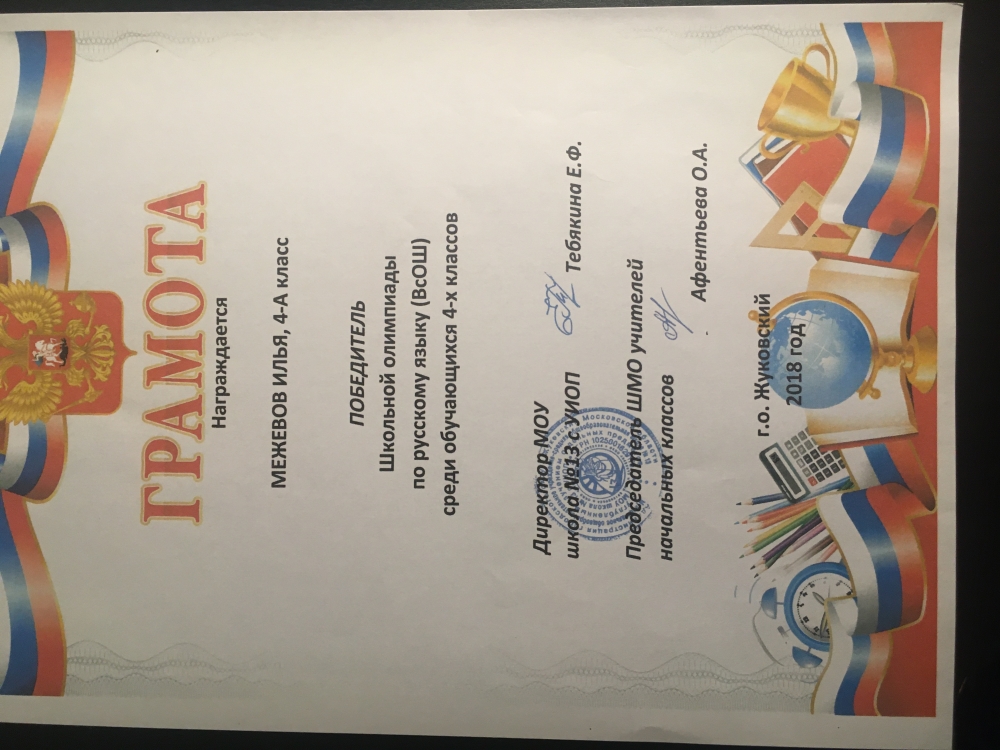 ГРАМОТА
Награждается
МЕЖЕВОВ ИЛЬЯ, 4-А класс
ПОБЕДИТЕЛЬ
Школьной олимпиады
по русскому языку (ВсОШ)
среди обучающихся 4-х классов
Директор МОУ
школа №13 с УИОП Тебякина Е.Ф.
Председатель ШМО учителей
начальных классов
Афентьева О.А.
г.о. Жуковский
2018 год